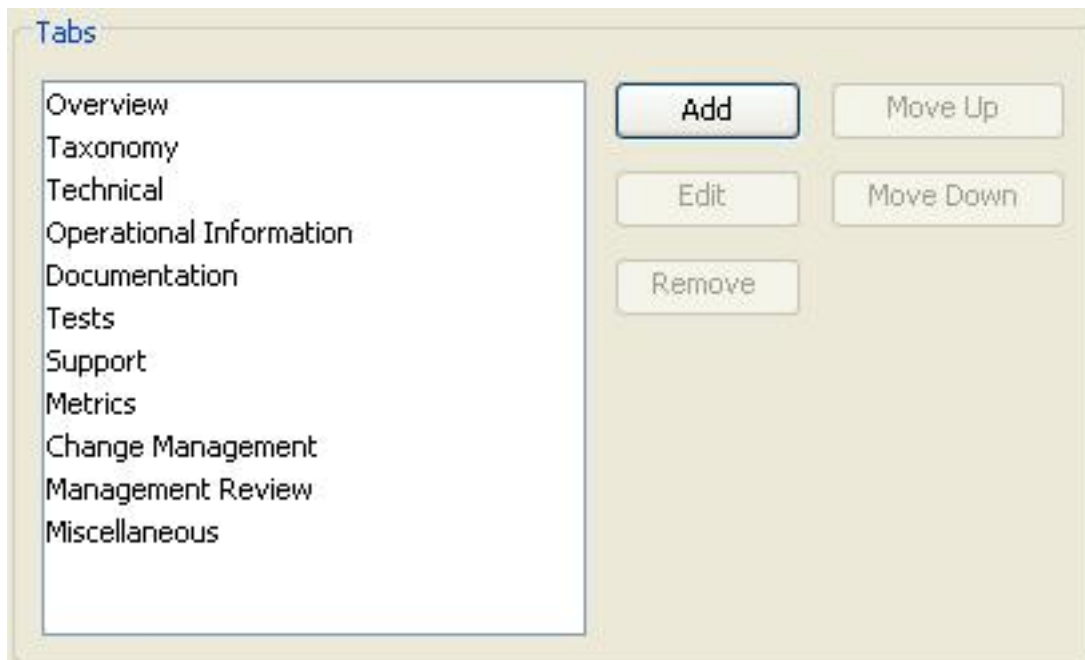 Tabs
Overview
Taxonomy
Technical
Operational Information
Documentation
Tests
Support
Metrics
Change Management
Management Review
Miscellaneous
Add
Move Up
Edit
Move Down
Remove